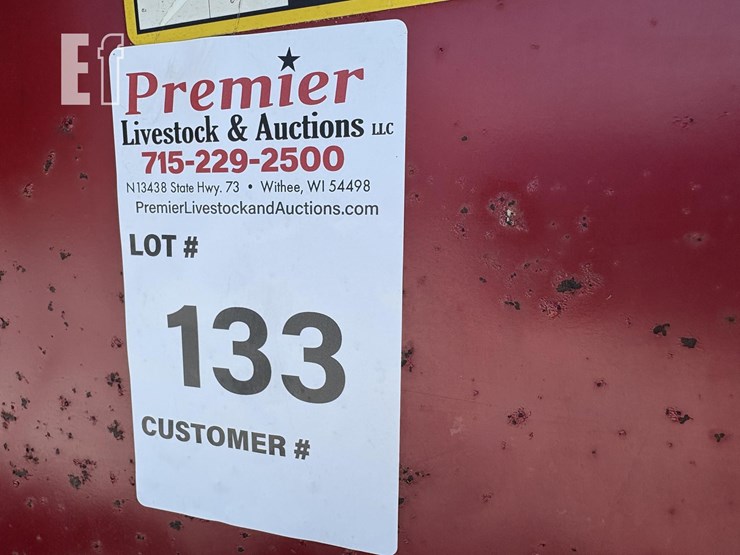 Ef
Premier
Livestock & Auctions LLC
715-229-2500
N13438 State Hwy. 73 • Withee, WI 54498
PremierLivestockandAuctions.com
LOT #
133
CUSTOMER #